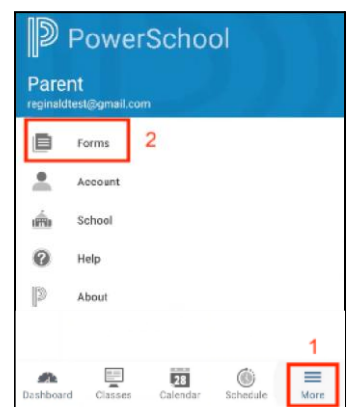 PowerSchool
Parent
reginaldtest@gmail.com
Forms 2
Account
School
Help
About
1
28
Dashboard Classes Calendar Schedule More